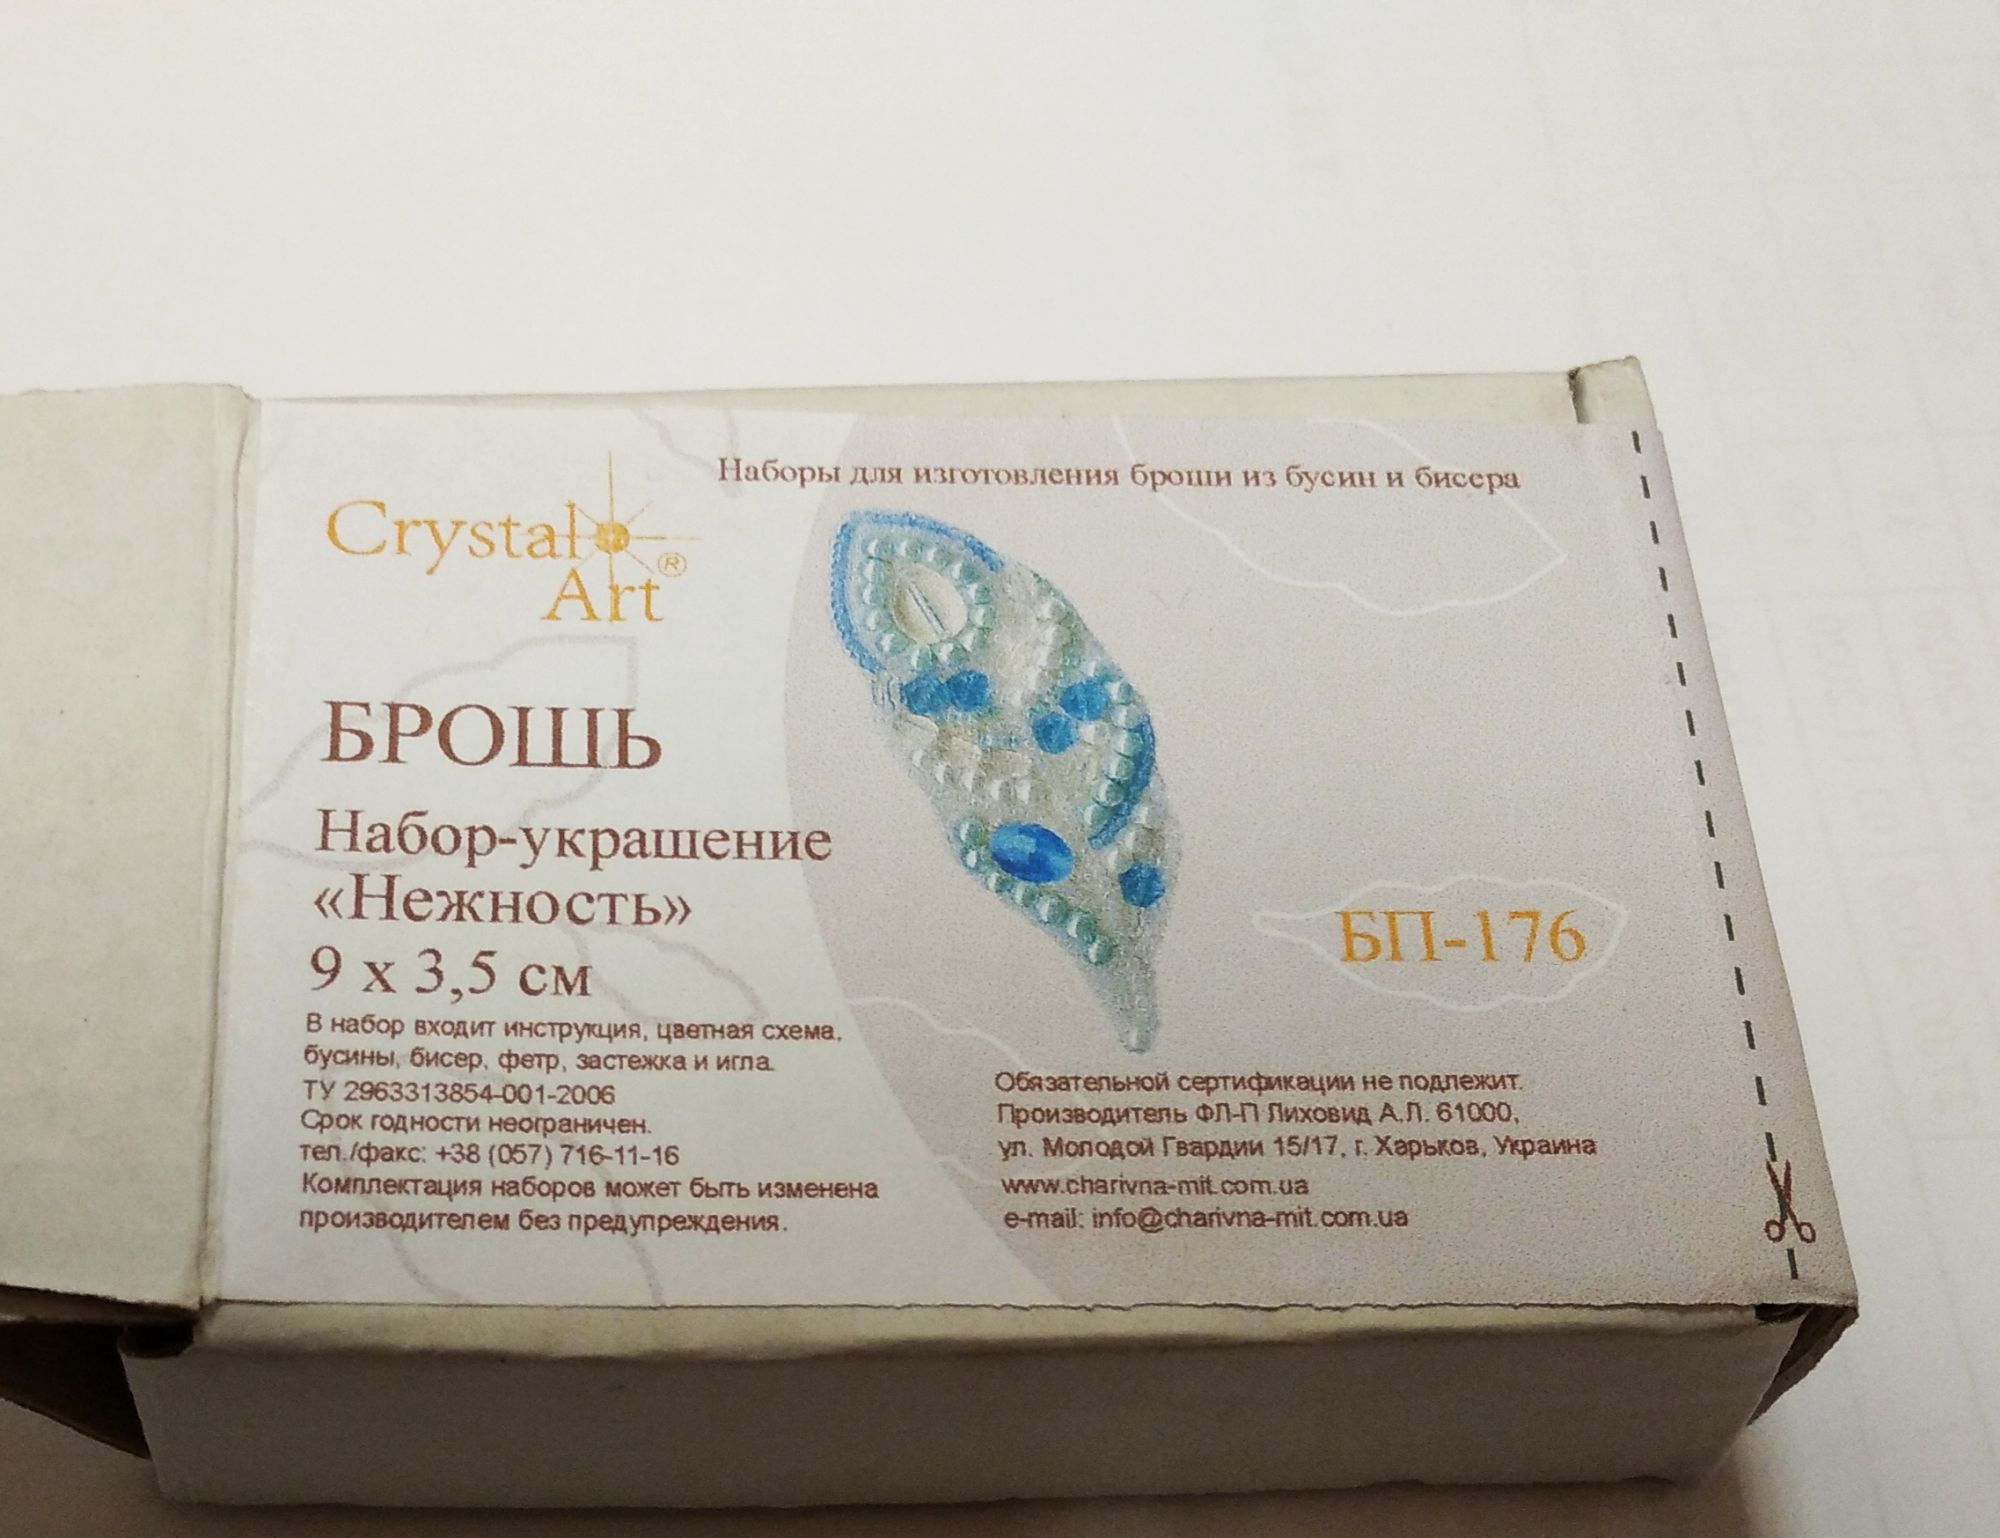 Наборы для изготовления броши из бусин и бисера
Crystal
Art®
БРОШЬ
Набор-украшение
«Нежность»
9 х 3,5 см
БП-176
В набор входит инструкция, цветная схема,
бусины, бисер, фетр, застежка и игла.
ТУ 2963313854-001-2006
Срок годности неограничен.
тел./факс: +38 (057) 716-11-16
Комплектация наборов может быть изменена
производителем без предупреждения.
Обязательной сертификации не подлежит.
Производитель ФЛ-П Лиховид А.Л. 61000,
ул. Молодой Гвардии 15/17, г. Харьков, Украина
www.charivna-mit.com.ua
e-mail: info@charivna-mit.com.ua